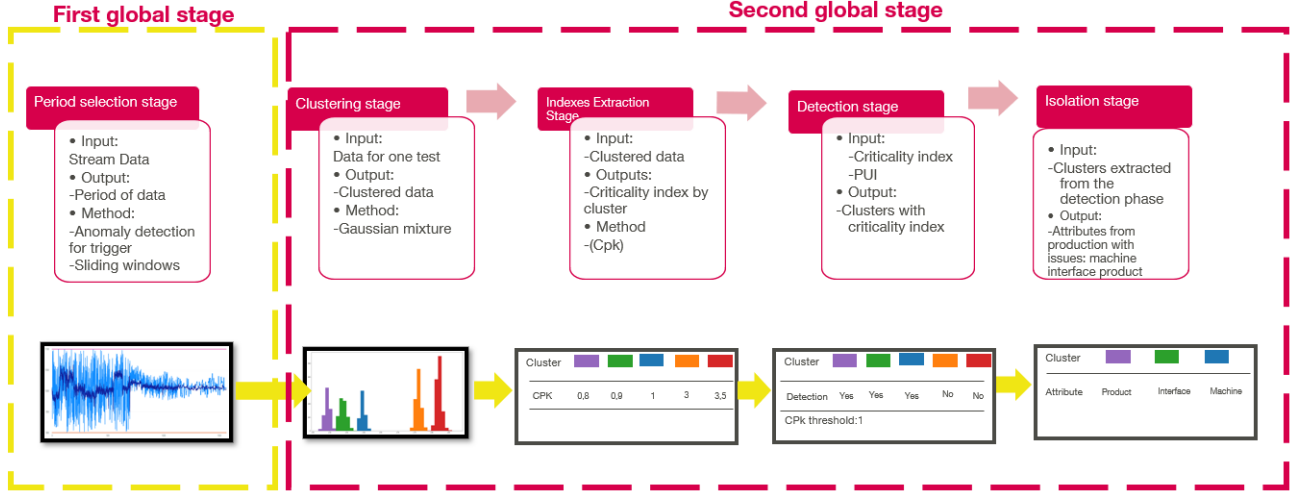 First global stage
Second global stage
Period selection stage
• Input:
Stream Data
• Output:
-Period of data
• Method:
-Anomaly detection
for trigger
-Sliding windows
Clustering stage
• Input:
Data for one test
• Output:
-Clustered data
• Method:
-Gaussian mixture
Indexes Extraction
Stage
• Input:
-Clustered data
• Outputs:
-Criticality index by
cluster
• Method
-(Cpk)
Detection stage
• Input:
-Criticality index
-PUI
• Output:
-Clusters with
criticality index
Isolation stage
• Input:
-Clusters extracted
from the
detection phase
• Output:
-Attributes from
production with
issues: machine
interface product
Cluster
CPK 0,8 0,9 1 3 3,5
Cluster
Detection Yes Yes Yes No No
CPk threshold:1
Cluster
Attribute Product Interface Machine